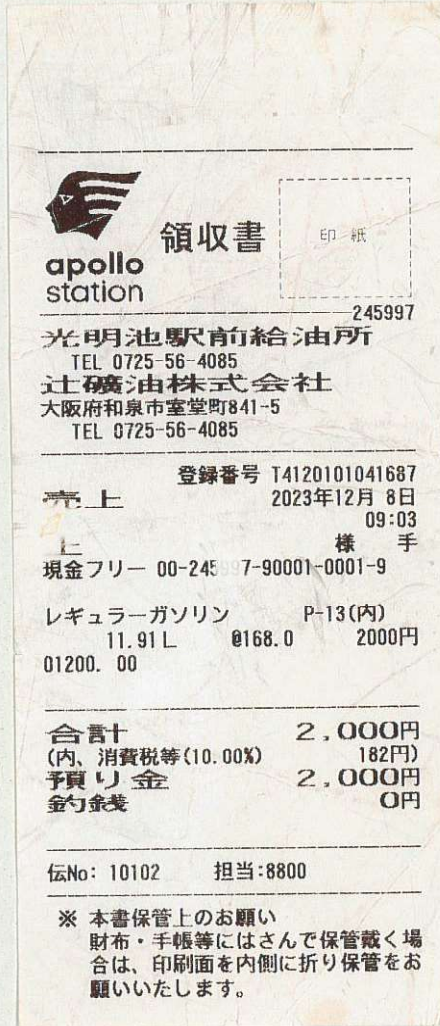 apollo
station
領収書
印 紙
245997
光明池駅前給油所
TEL 0725-56-4085
辻礦油株式会社
大阪府和泉市室堂町841-5
TEL 0725-56-4085
登録番号 T4120101041687
売上 2023年12月 8日
09:03
上 様 手
現金フリー 00-245 7-90001-0001-9
レギュラーガソリン P-13(内)
11.91L @168.0 2000円
01200. 00
合計 2,000円
(内、消費税等(10.00%) 182円)
預り金 2,000円
釣銭 0円
伝No: 10102 担当:8800
※ 本書保管上のお願い
財布・手帳等にはさんで保管戴く場
合は、印刷面を内側に折り保管をお
願いいたします。